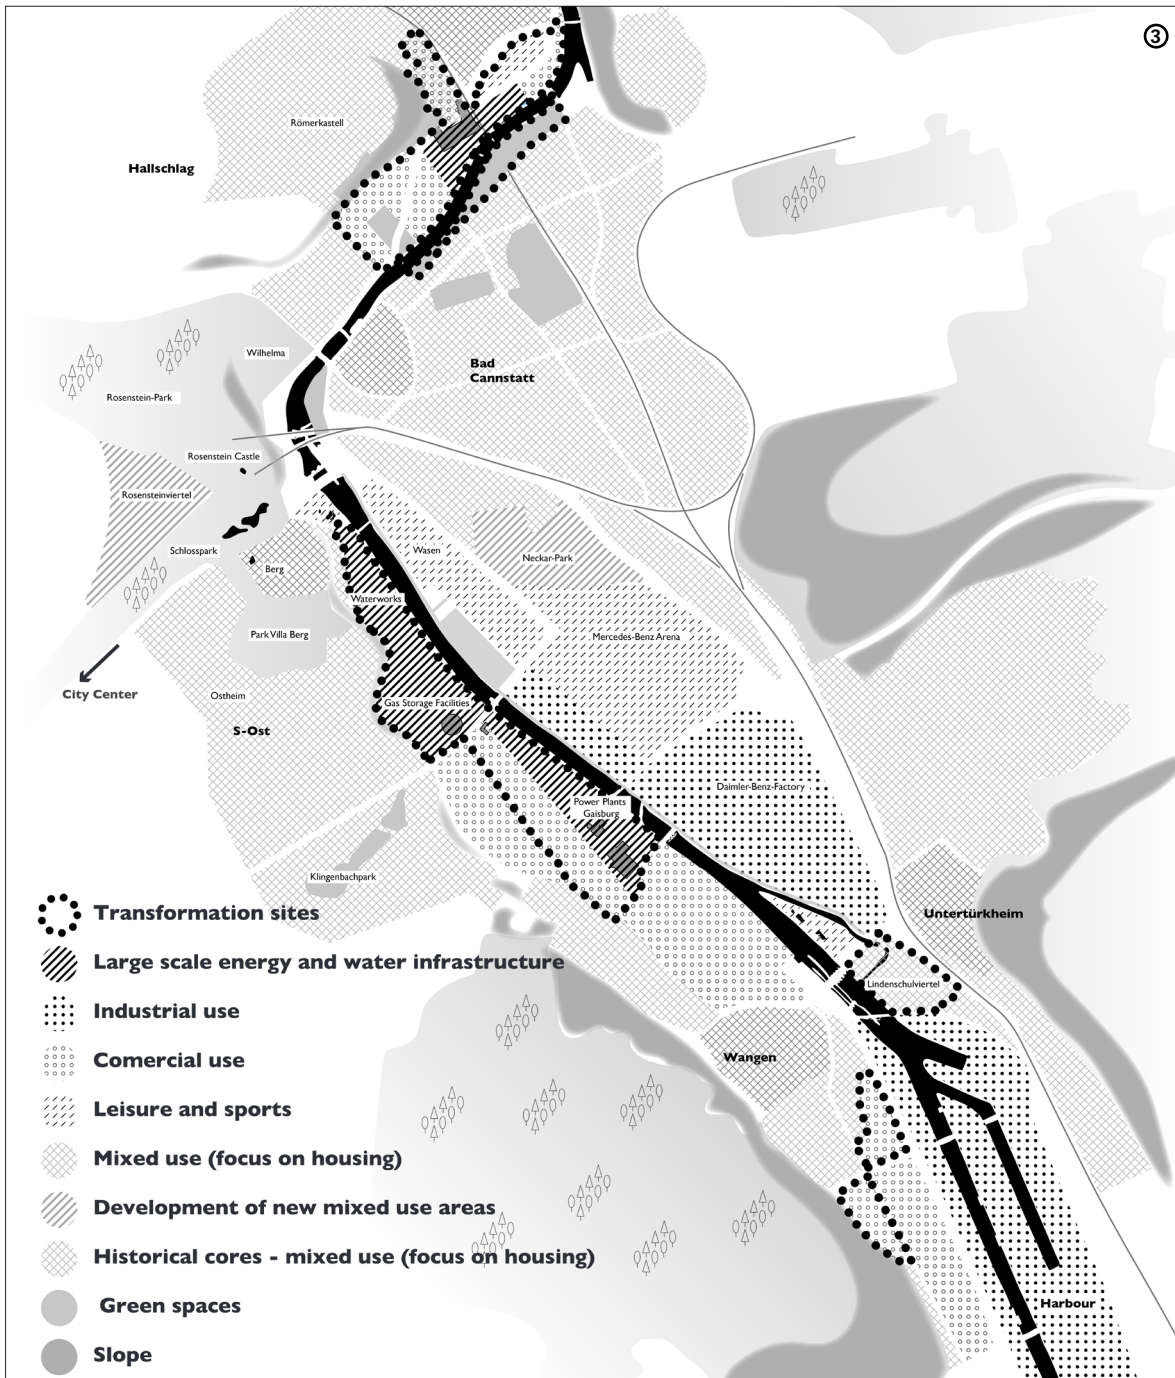 ③
Römerkastell
Hallschlag
Wilhelma
Bad
Cannstatt
Rosenstein-Park
Rosenstein Castle
Rosensteinviertel
Wasen
Schlosspark
Neckar-Park
Berg
Waterworks
Park Villa Berg
Mercedes-Benz Arena
City Center
Ostheim
Gas Storage Facilities
S-Ost
Daimler-Benz-Factory
Power Plants
Gaisburg
Klingenbachpark
Untertürkheim
Lindenschulviertel
Wangen
Harbour
Transformation sites
Large scale energy and water infrastructure
Industrial use
Comercial use
Leisure and sports
Mixed use (focus on housing)
Development of new mixed use areas
Historical cores - mixed use (focus on housing)
Green spaces
Slope